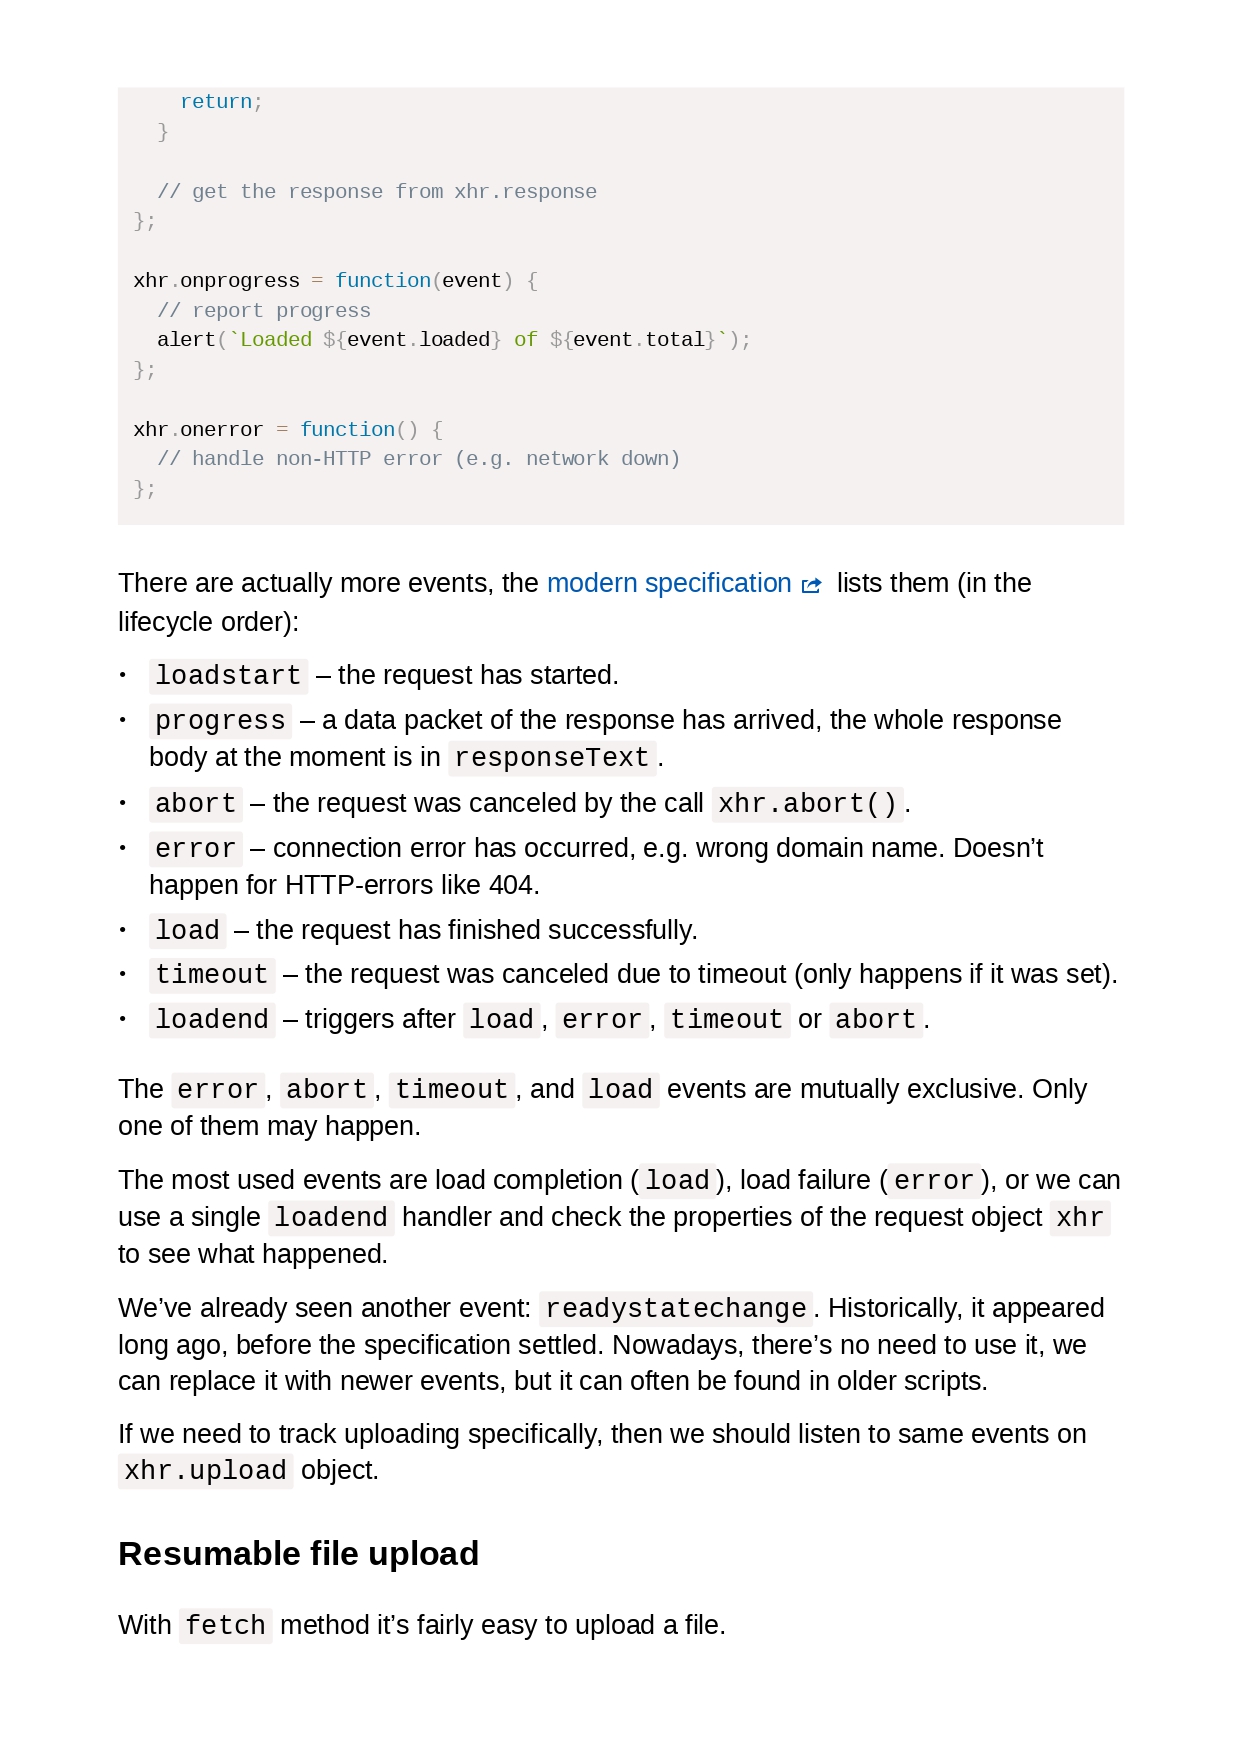 return;
  }

  // get the response from xhr.response
};

xhr.onprogress = function(event) {
  // report progress
  alert(`Loaded ${event.loaded} of ${event.total}`);
};

xhr.onerror = function() {
  // handle non-HTTP error (e.g. network down)
};

There are actually more events, the modern specification lists them (in the
lifecycle order):
• loadstart – the request has started.
• progress – a data packet of the response has arrived, the whole response
body at the moment is in responseText.
• abort – the request was canceled by the call xhr.abort().
• error – connection error has occurred, e.g. wrong domain name. Doesn’t
happen for HTTP-errors like 404.
• load – the request has finished successfully.
• timeout – the request was canceled due to timeout (only happens if it was set).
• loadend – triggers after load, error, timeout or abort.
The error, abort, timeout, and load events are mutually exclusive. Only
one of them may happen.
The most used events are load completion (load), load failure (error), or we can
use a single loadend handler and check the properties of the request object xhr
to see what happened.
We’ve already seen another event: readystatechange. Historically, it appeared
long ago, before the specification settled. Nowadays, there’s no need to use it, we
can replace it with newer events, but it can often be found in older scripts.
If we need to track uploading specifically, then we should listen to same events on
xhr.upload object.
Resumable file upload
With fetch method it’s fairly easy to upload a file.